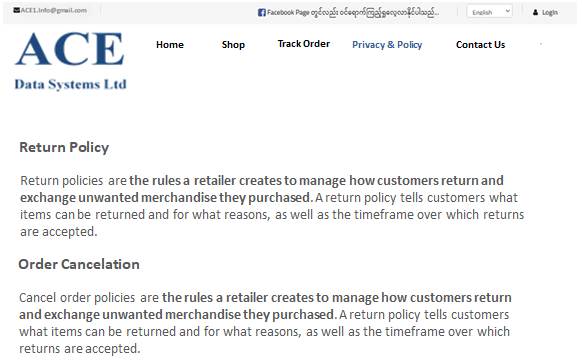 ACE1.Info@gmail.com
Facebook Page တွင်လည်း ဝင်ရောက်ကြည့်ရှုလေ့လာနိုင်ပါသည်...
English
Login
ACE
Data Systems Ltd
Home
Shop
Track Order
Privacy & Policy
Contact Us
Return Policy
Return policies are the rules a retailer creates to manage how customers return and
exchange unwanted merchandise they purchased. A return policy tells customers what
items can be returned and for what reasons, as well as the timeframe over which returns
are accepted.
Order Cancelation
Cancel order policies are the rules a retailer creates to manage how customers return
and exchange unwanted merchandise they purchased. A return policy tells customers
what items can be returned and for what reasons, as well as the timeframe over which
returns are accepted.